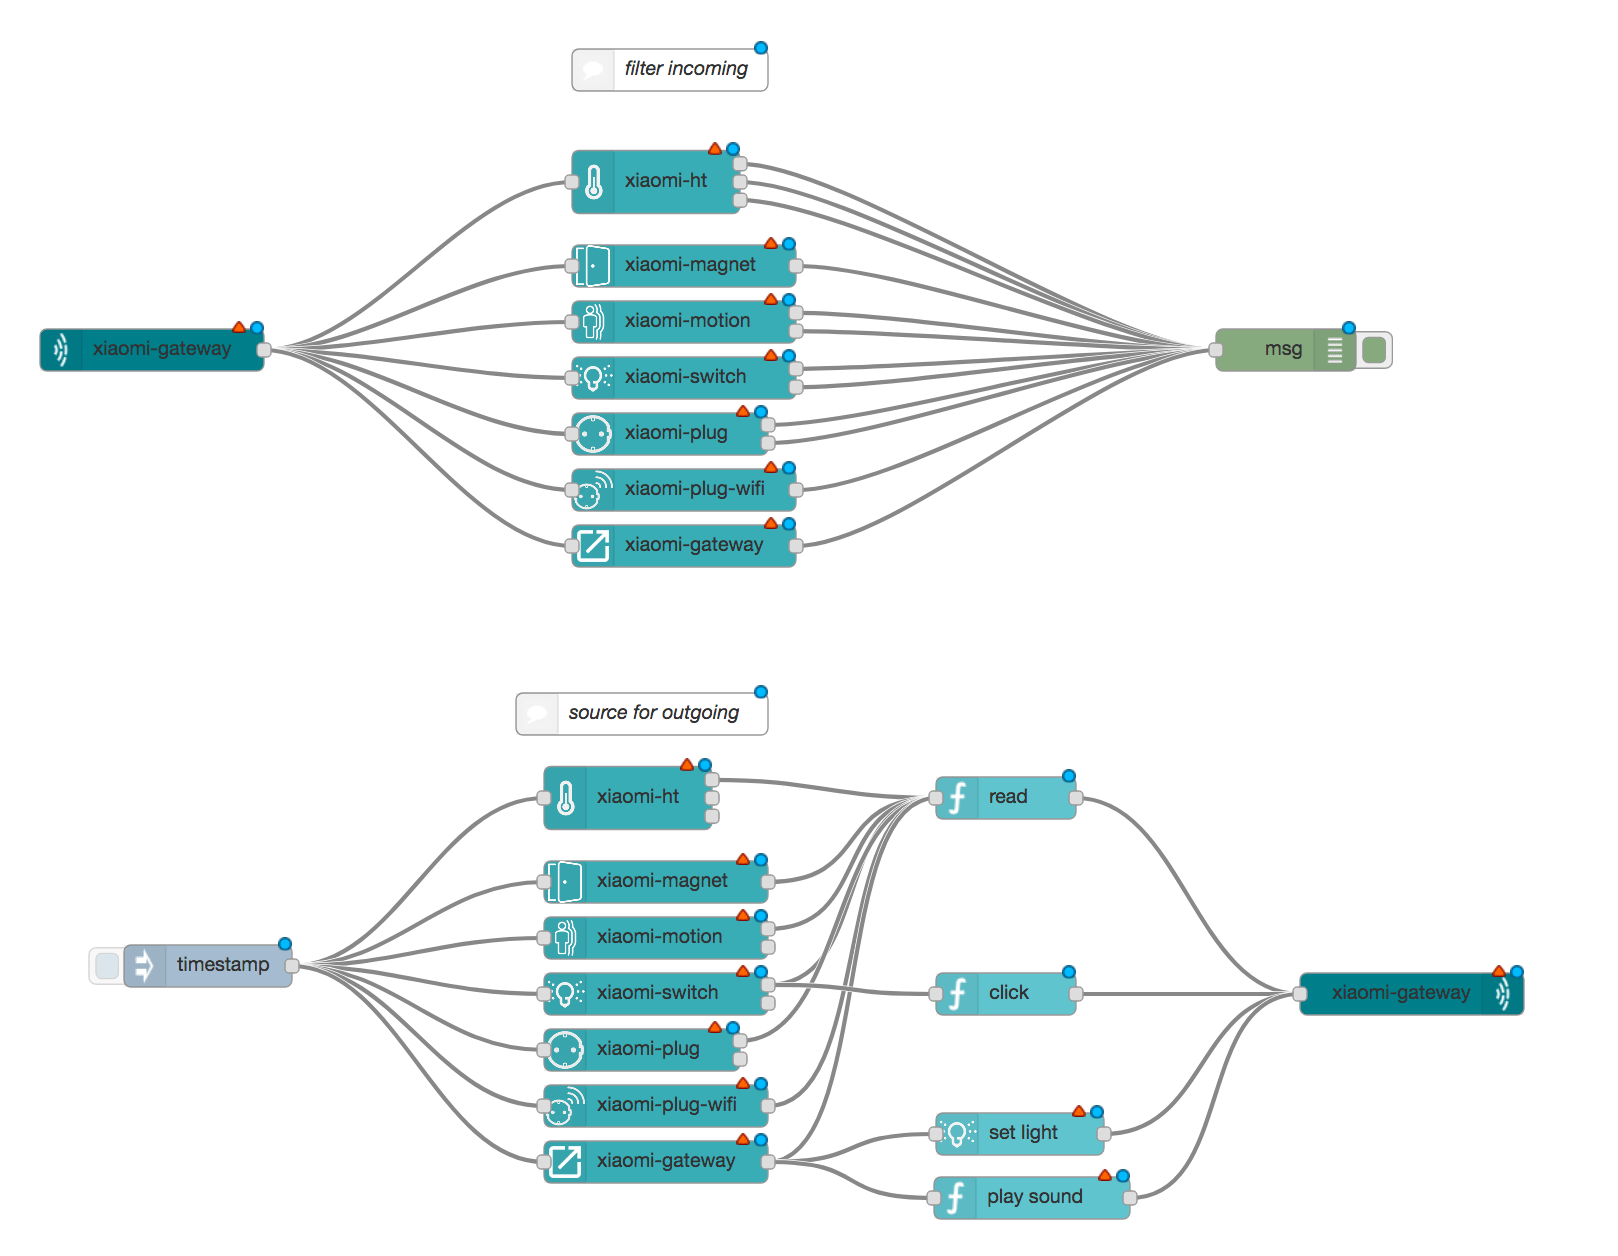 filter incoming
xiaomi-ht
xiaomi-magnet
xiaomi-motion
xiaomi-gateway
msg
xiaomi-switch
xiaomi-plug
xiaomi-plug-wifi
xiaomi-gateway
source for outgoing
xiaomi-ht
read
xiaomi-magnet
xiaomi-motion
timestamp
xiaomi-switch
click
xiaomi-gateway
xiaomi-plug
xiaomi-plug-wifi
set light
xiaomi-gateway
play sound